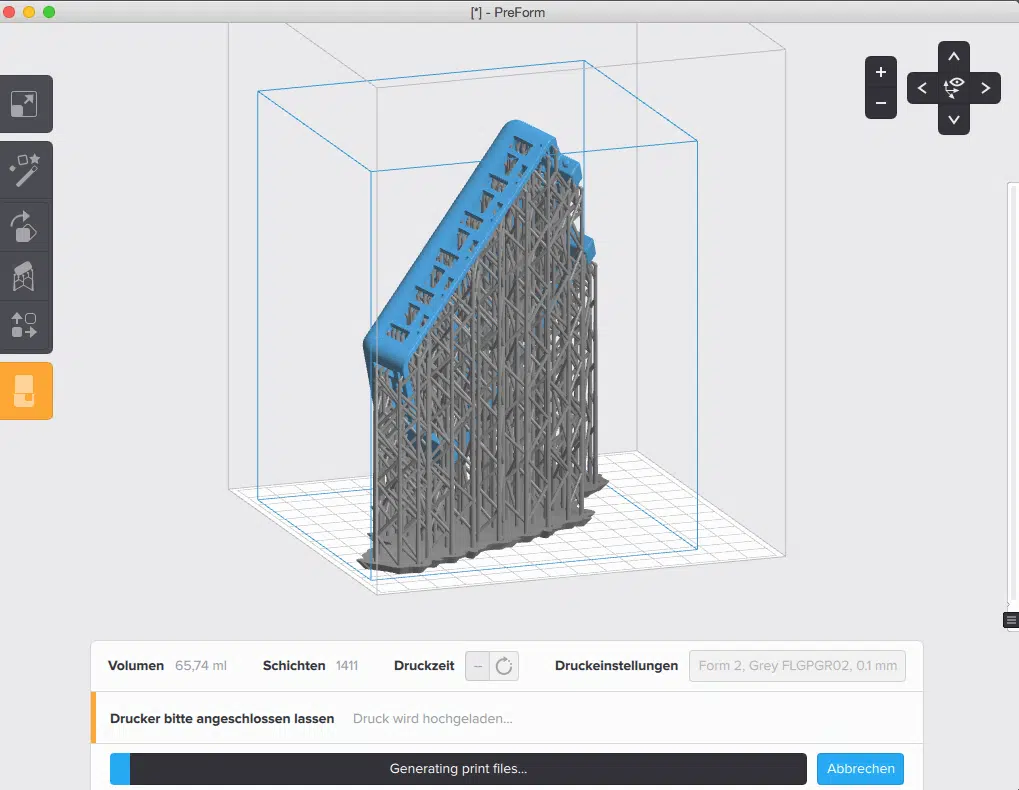 [*] - PreForm
Volumen 65,74 ml Schichten 1411 Druckzeit -- Druckeinstellungen Form 2, Grey FLGPGR02, 0.1 mm
Drucker bitte angeschlossen lassen Druck wird hochgeladen...
Generating print files... Abbrechen